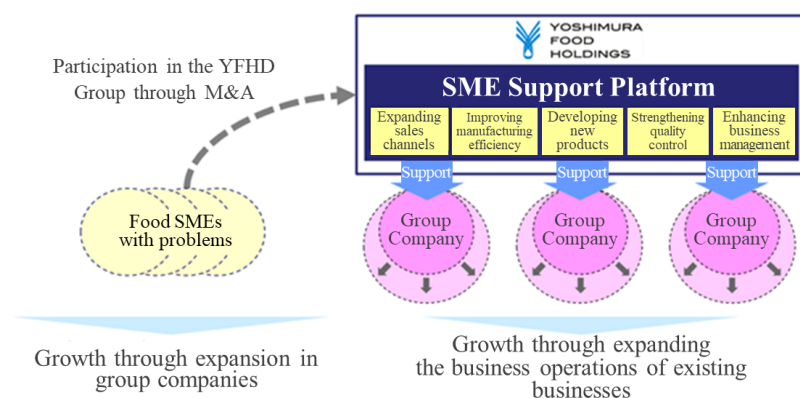 YOSHIMURA
FOOD
HOLDINGS
Participation in the YFHD
Group through M&A
SME Support Platform
Expanding
sales
channels
Improving
manufacturing
efficiency
Developing
new
products
Strengthening
quality
control
Enhancing
business
management
Support
Support
Support
Food SMEs
with problems
Group
Company
Group
Company
Group
Company
Growth through expansion in
group companies
Growth through expanding
the business operations of existing
businesses